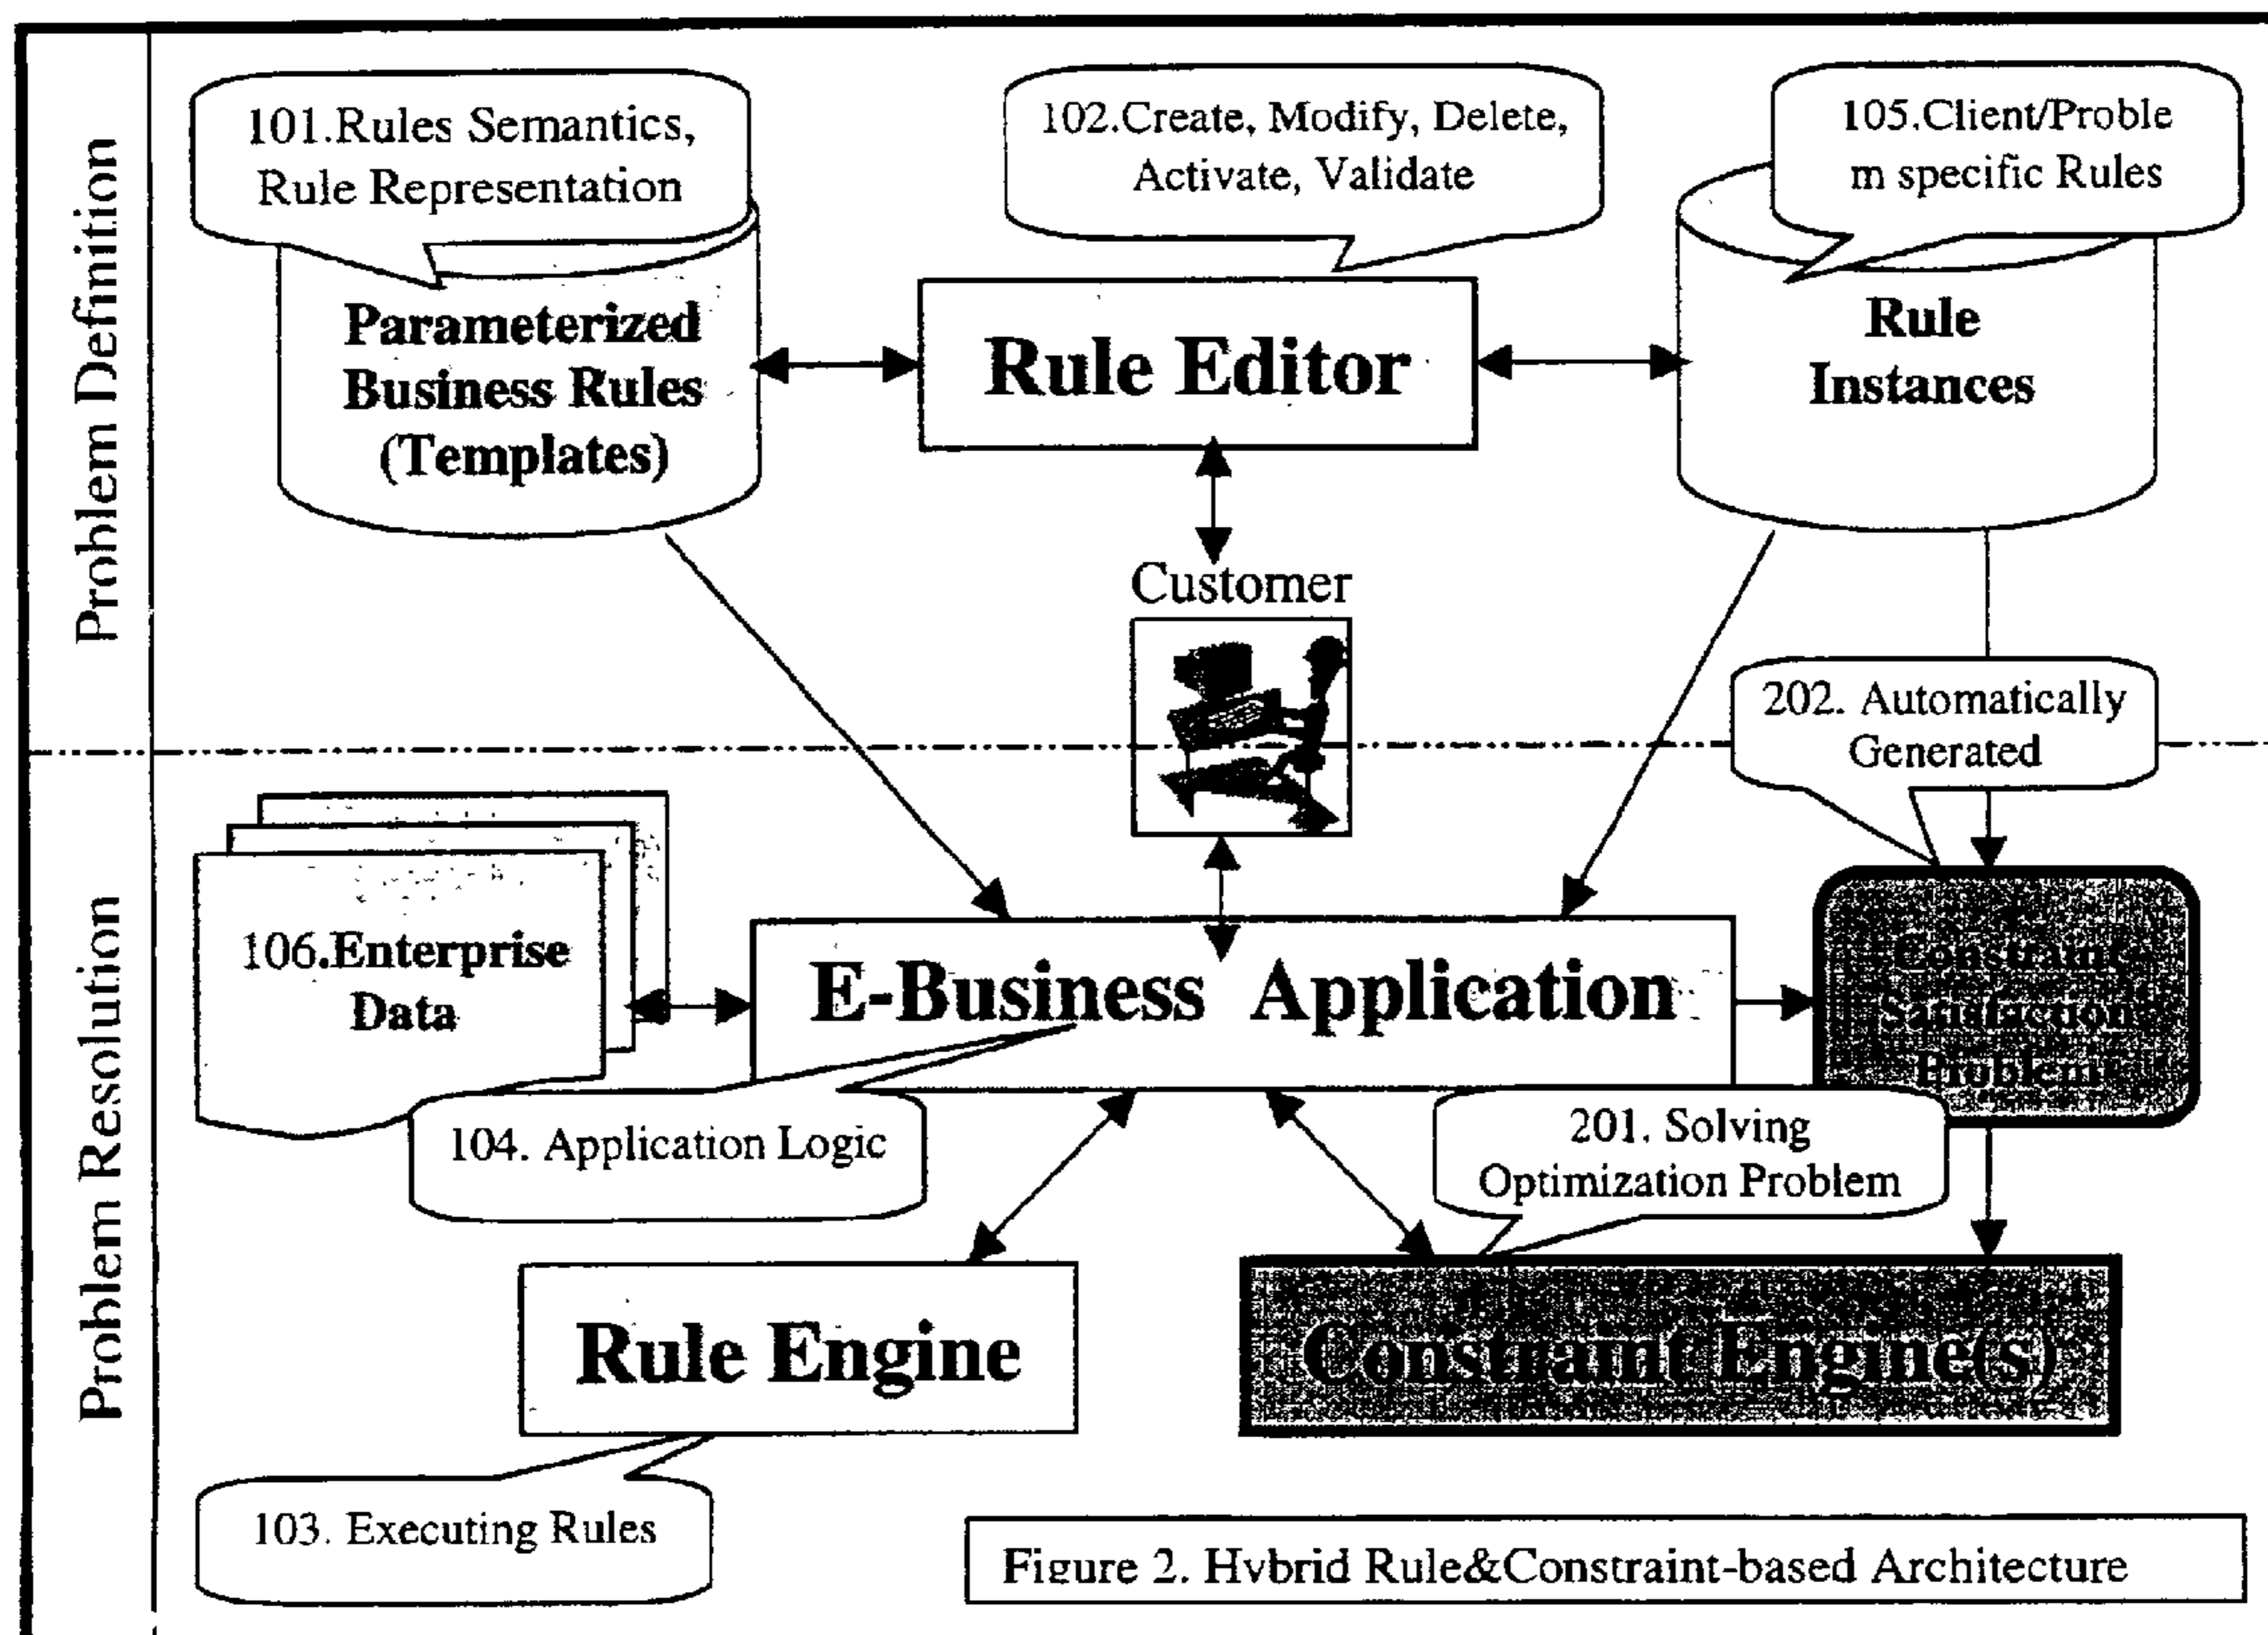 Problem Definition
101.Rules Semantics,
Rule Representation
102.Create, Modify, Delete,
Activate, Validate
105.Client/Proble
m specific Rules
Parameterized
Business Rules
(Templates)
Rule Editor
Rule
Instances
Customer
202. Automatically
Generated
Problem Resolution
106.Enterprise
Data
E-Business Application
Constraint
Satisfaction
Problem
104. Application Logic
201. Solving
Optimization Problem
Rule Engine
Constraint Engine(s)
103. Executing Rules
Figure 2. Hybrid Rule&Constraint-based Architecture